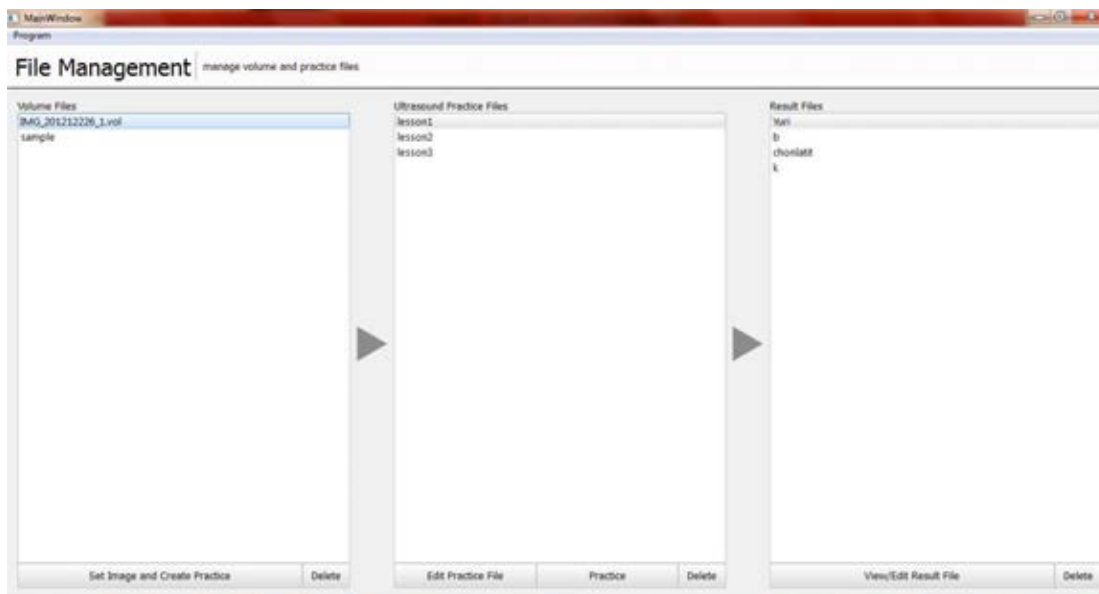 MainWindow
Program
File Management
manage volume and practice files
Volume Files
IMG_201212226_1.vol
sample
Set Image and Create Practice
Delete
Ultrasound Practice Files
lesson1
lesson2
lesson3
Edit Practice File
Practice
Delete
Result Files
Yuri
b
chonlatit
k
View/Edit Result File
Delete